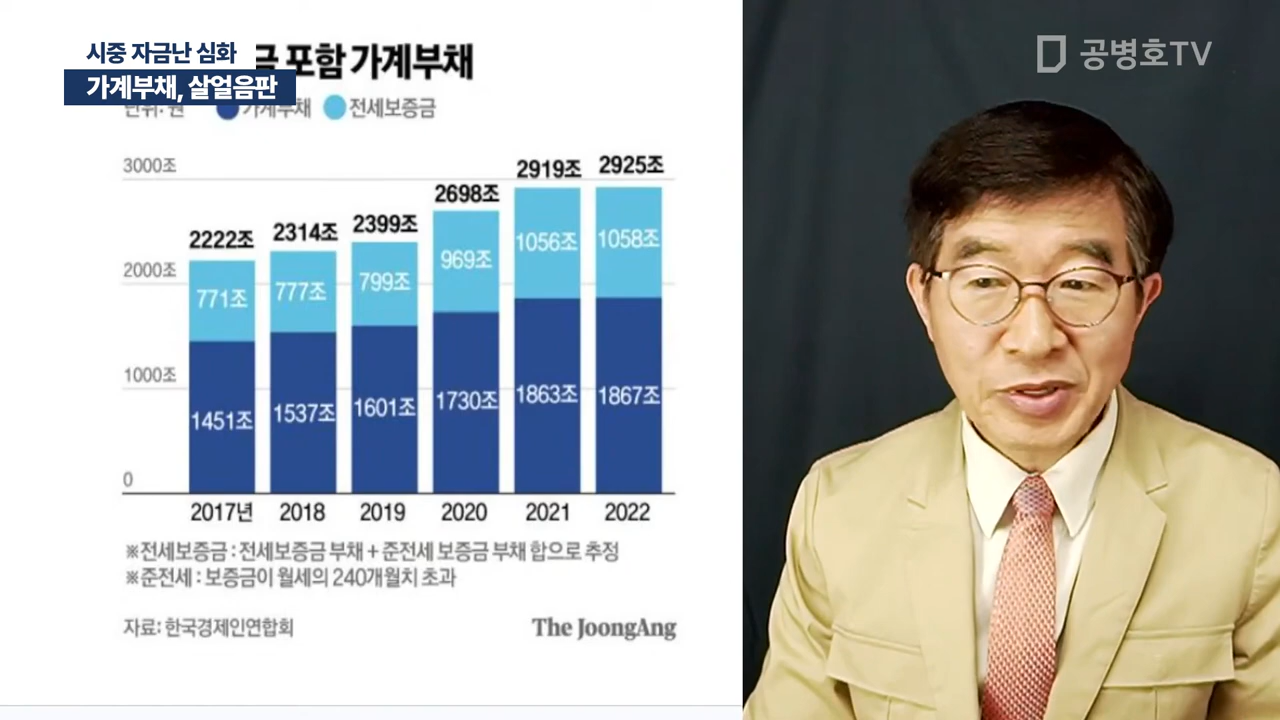 시중 자금난 심화
가계부채, 살얼음판
금 포함 가계부채
공병호TV
단위: 원 가계부채 전세보증금
3000조
2000조
1000조
0
2222조 2314조 2399조 2698조 2919조 2925조
771조 777조 799조 969조 1056조 1058조
1451조 1537조 1601조 1730조 1863조 1867조
2017년 2018 2019 2020 2021 2022
※전세보증금 : 전세보증금 부채 + 준전세 보증금 부채 합으로 추정
※준전세 : 보증금이 월세의 240개월치 초과
자료: 한국경제인연합회
The JoongAng